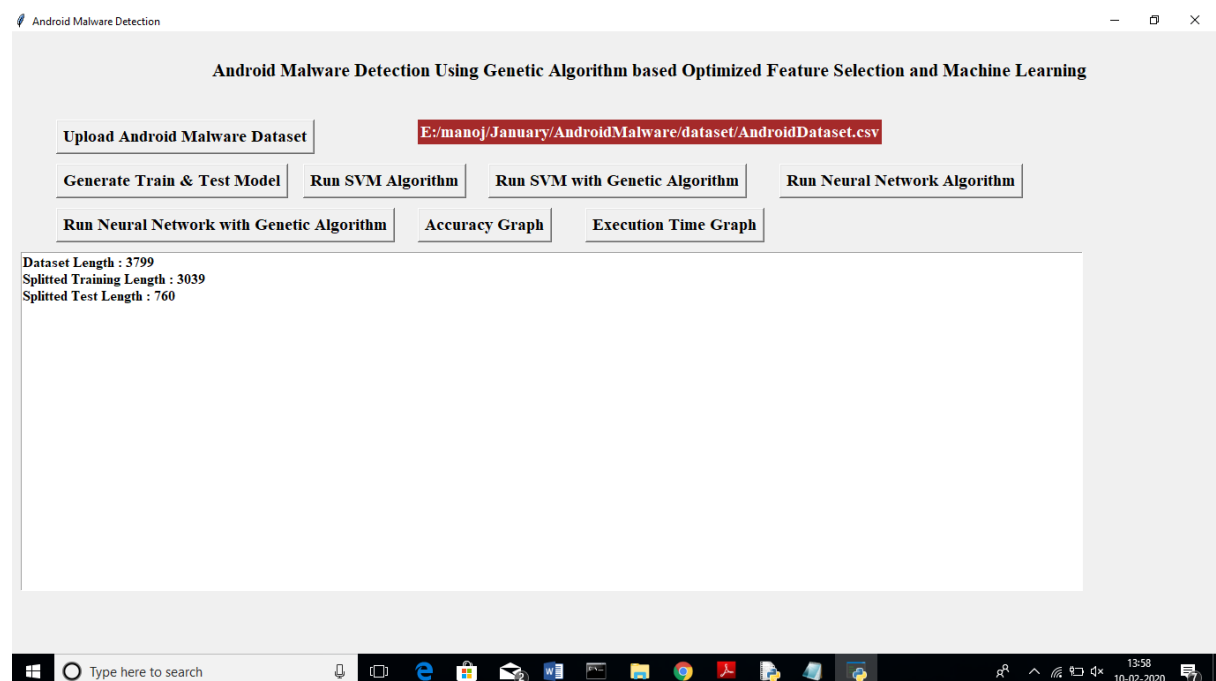 Android Malware Detection
Android Malware Detection Using Genetic Algorithm based Optimized Feature Selection and Machine Learning
Upload Android Malware Dataset
E:/manoj/January/AndroidMalware/dataset/AndroidDataset.csv
Generate Train & Test Model
Run SVM Algorithm
Run SVM with Genetic Algorithm
Run Neural Network Algorithm
Run Neural Network with Genetic Algorithm
Accuracy Graph
Execution Time Graph
Dataset Length : 3799
Splitted Training Length : 3039
Splitted Test Length : 760
Type here to search
13:58
10-02-2020
2
7